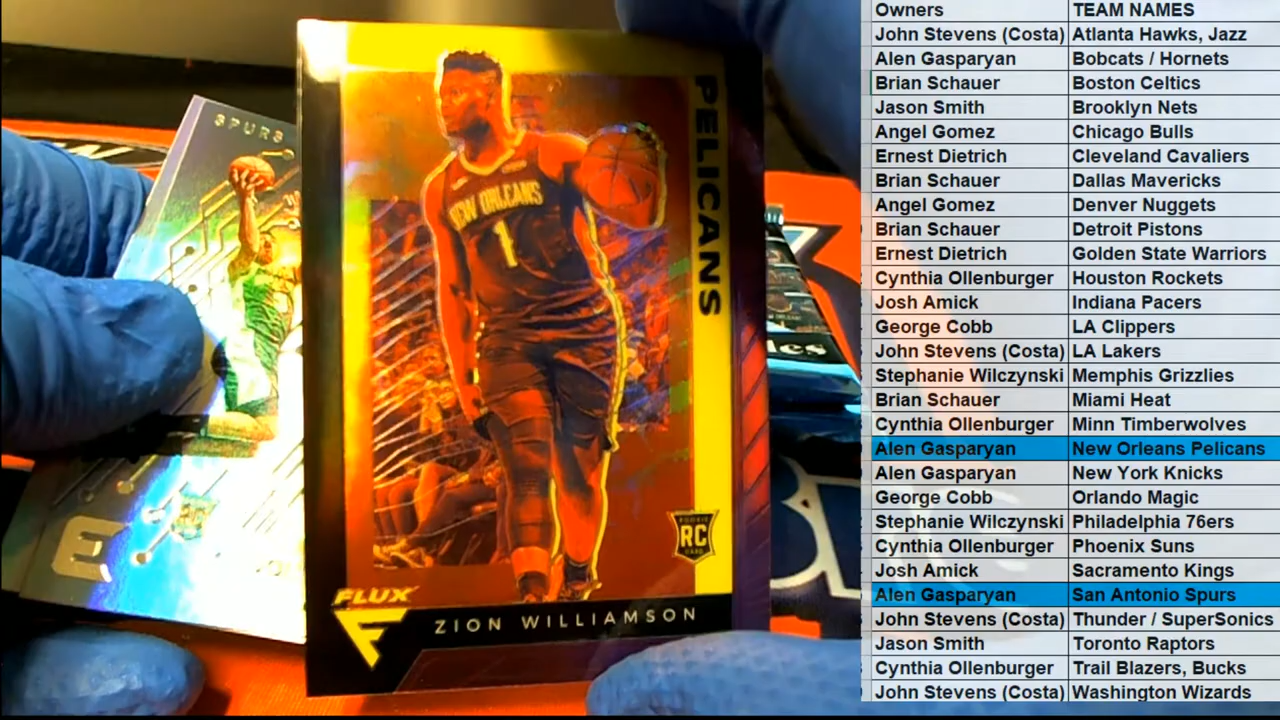 SPURS
PELICANS
NEW ORLEANS
1
ROOKIE
RC
CARD
FLUX
F
ZION WILLIAMSON
E
Owners TEAM NAMES
John Stevens (Costa) Atlanta Hawks, Jazz
Alen Gasparyan Bobcats / Hornets
Brian Schauer Boston Celtics
Jason Smith Brooklyn Nets
Angel Gomez Chicago Bulls
Ernest Dietrich Cleveland Cavaliers
Brian Schauer Dallas Mavericks
Angel Gomez Denver Nuggets
Brian Schauer Detroit Pistons
Ernest Dietrich Golden State Warriors
Cynthia Ollenburger Houston Rockets
Josh Amick Indiana Pacers
George Cobb LA Clippers
John Stevens (Costa) LA Lakers
Stephanie Wilczynski Memphis Grizzlies
Brian Schauer Miami Heat
Cynthia Ollenburger Minn Timberwolves
Alen Gasparyan New Orleans Pelicans
Alen Gasparyan New York Knicks
George Cobb Orlando Magic
Stephanie Wilczynski Philadelphia 76ers
Cynthia Ollenburger Phoenix Suns
Josh Amick Sacramento Kings
Alen Gasparyan San Antonio Spurs
John Stevens (Costa) Thunder / SuperSonics
Jason Smith Toronto Raptors
Cynthia Ollenburger Trail Blazers, Bucks
John Stevens (Costa) Washington Wizards